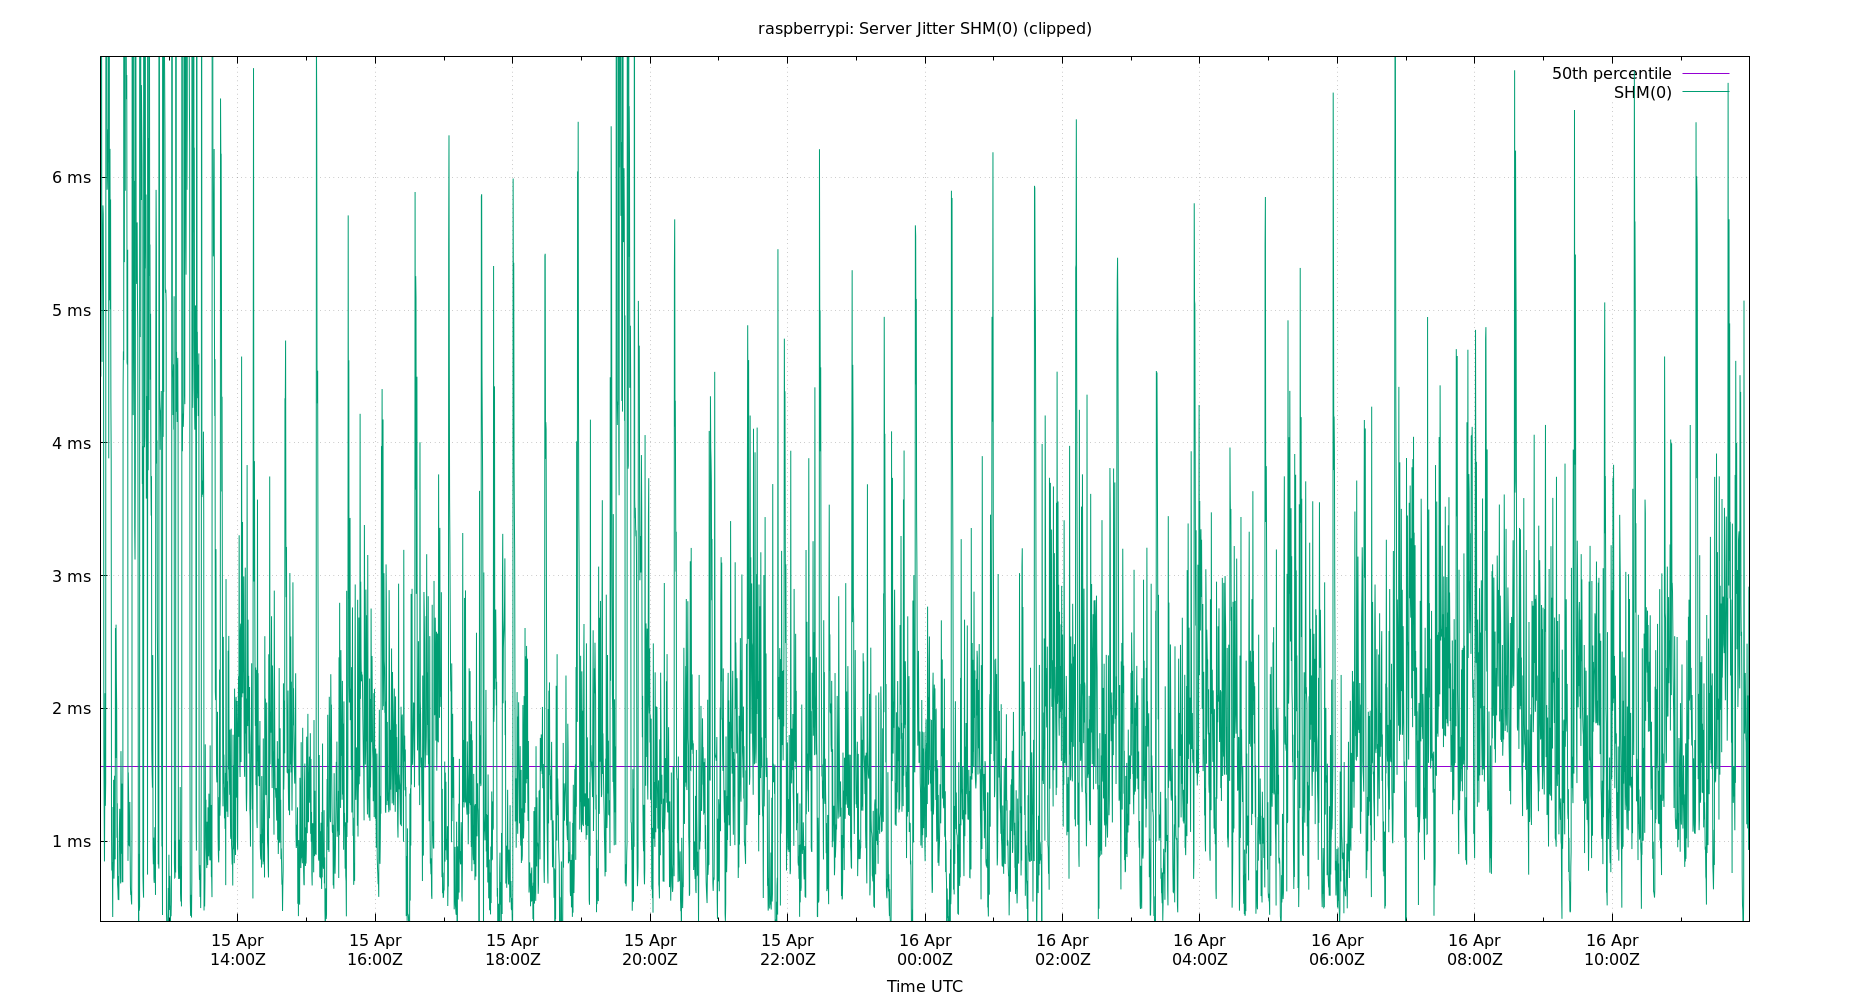 raspberrypi: Server Jitter SHM(0) (clipped)
50th percentile
SHM(0)
6 ms
5 ms
4 ms
3 ms
2 ms
1 ms
15 Apr 15 Apr 15 Apr 15 Apr 15 Apr 16 Apr 16 Apr 16 Apr 16 Apr 16 Apr 16 Apr
14:00Z 16:00Z 18:00Z 20:00Z 22:00Z 00:00Z 02:00Z 04:00Z 06:00Z 08:00Z 10:00Z
Time UTC